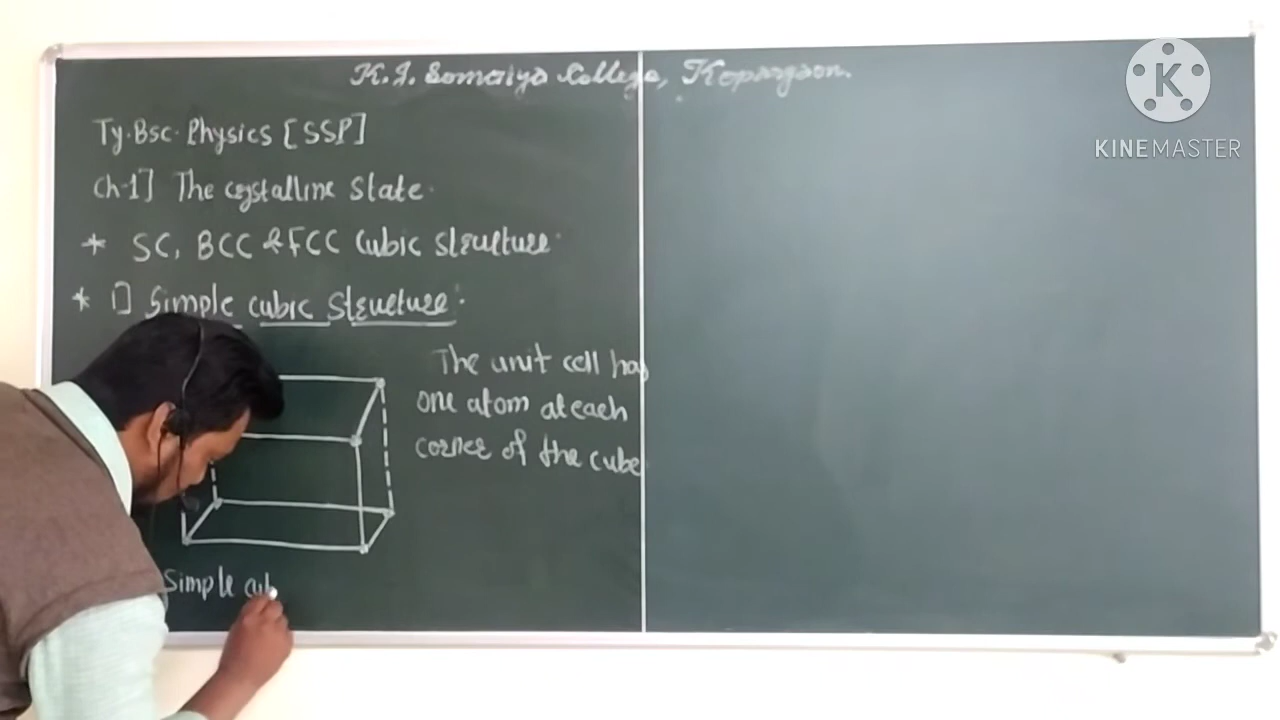 K.J. Somaiya College, Kopargaon.
K
KINEMASTER
Ty.Bsc. Physics [SSP]
Ch-1] The crystalline state.
* SC, BCC & FCC Cubic structure.
* 1] Simple cubic structure.
The unit cell has
one atom at each
corner of the cube
Simple cub